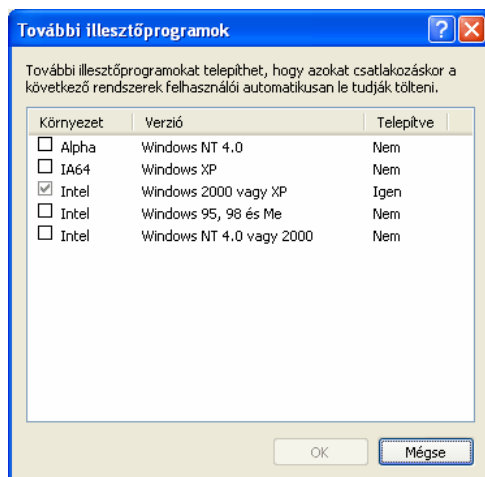 További illesztőprogramok
További illesztőprogramokat telepíthet, hogy azokat csatlakozáskor a
következő rendszerek felhasználói automatikusan le tudják tölteni.
Környezet Verzió Telepítve
Alpha Windows NT 4.0 Nem
IA64 Windows XP Nem
Intel Windows 2000 vagy XP Igen
Intel Windows 95, 98 és Me Nem
Intel Windows NT 4.0 vagy 2000 Nem
OK Mégse